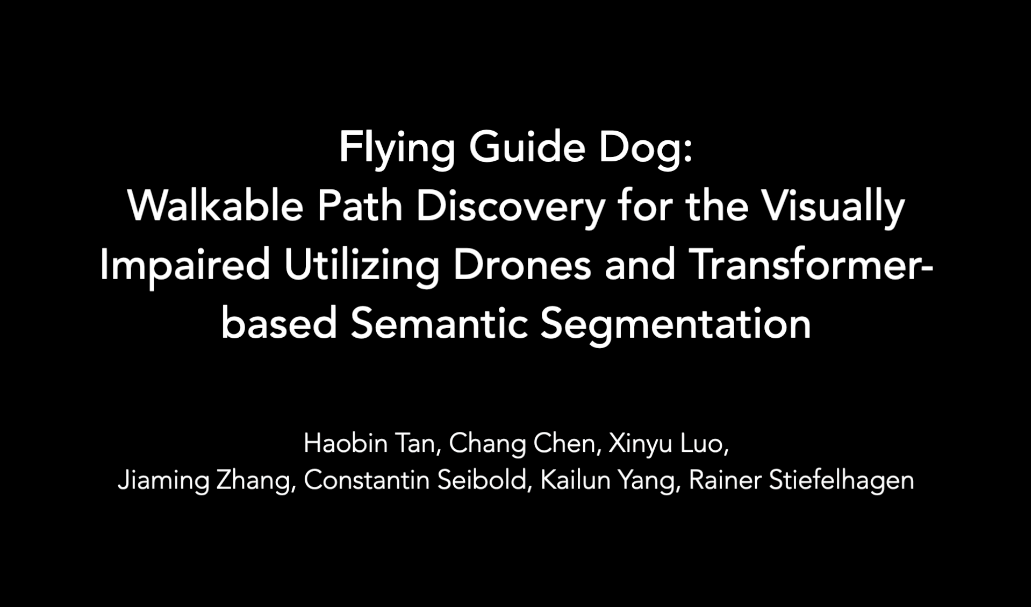 Flying Guide Dog:
Walkable Path Discovery for the Visually
Impaired Utilizing Drones and Transformer-
based Semantic Segmentation
Haobin Tan, Chang Chen, Xinyu Luo,
Jiaming Zhang, Constantin Seibold, Kailun Yang, Rainer Stiefelhagen